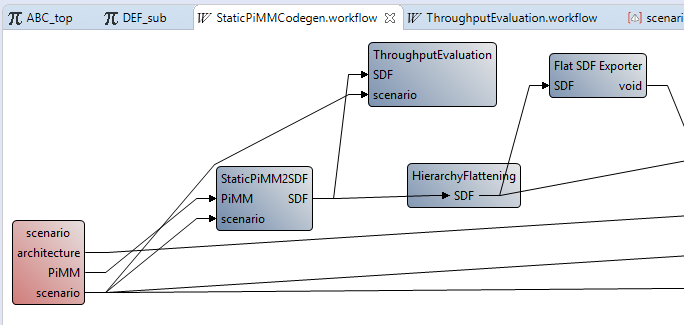 ABC_top DEF_sub StaticPiMMCodegen.workflow ThroughputEvaluation.workflow scenari
ThroughputEvaluation
SDF
scenario
Flat SDF Exporter
SDF void
StaticPiMM2SDF
PiMM SDF
scenario
HierarchyFlattening
SDF
scenario
architecture
PiMM
scenario